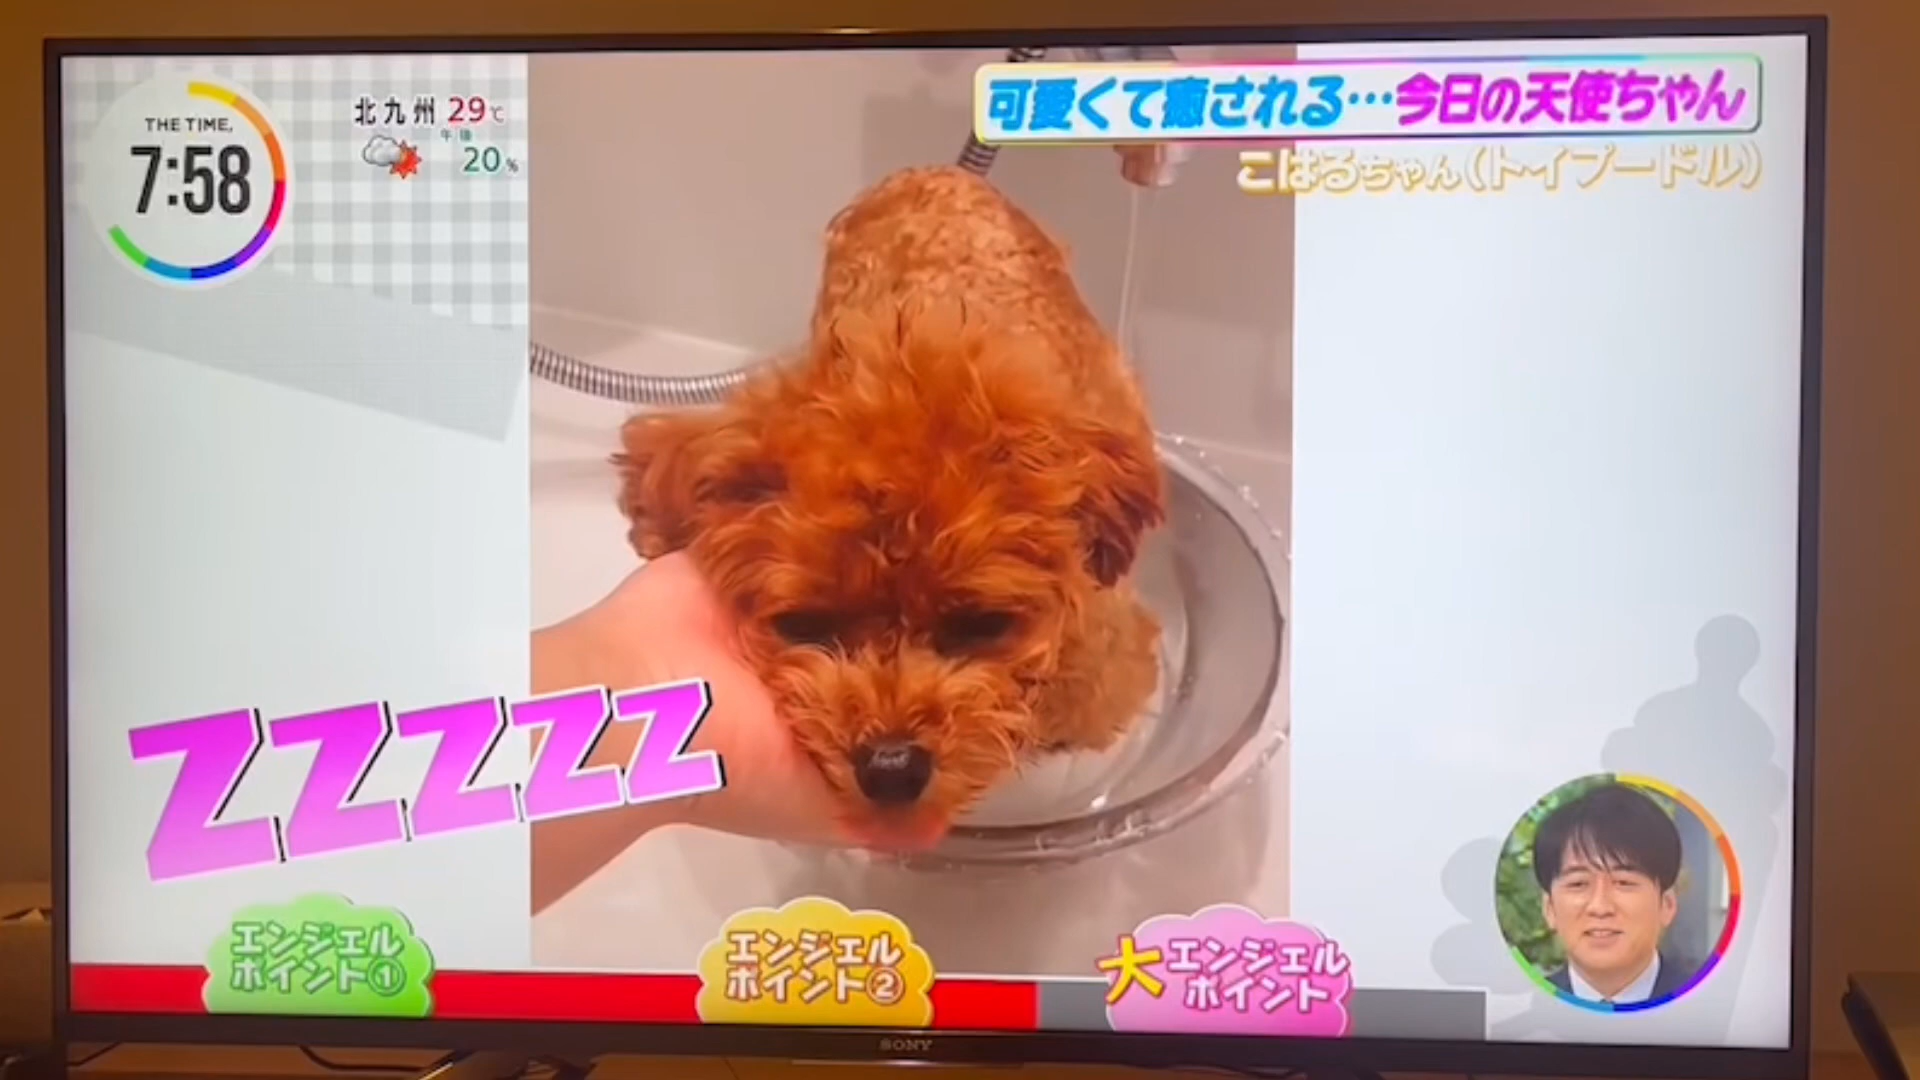 THE TIME,
7:58
北九州 29℃
午後
20%
可愛くて癒される…今日の天使ちゃん
こはるちゃん(トイプードル)
ZZZZZ
エンジェル
ポイント①
エンジェル
ポイント②
大エンジェル
ポイント
SONY